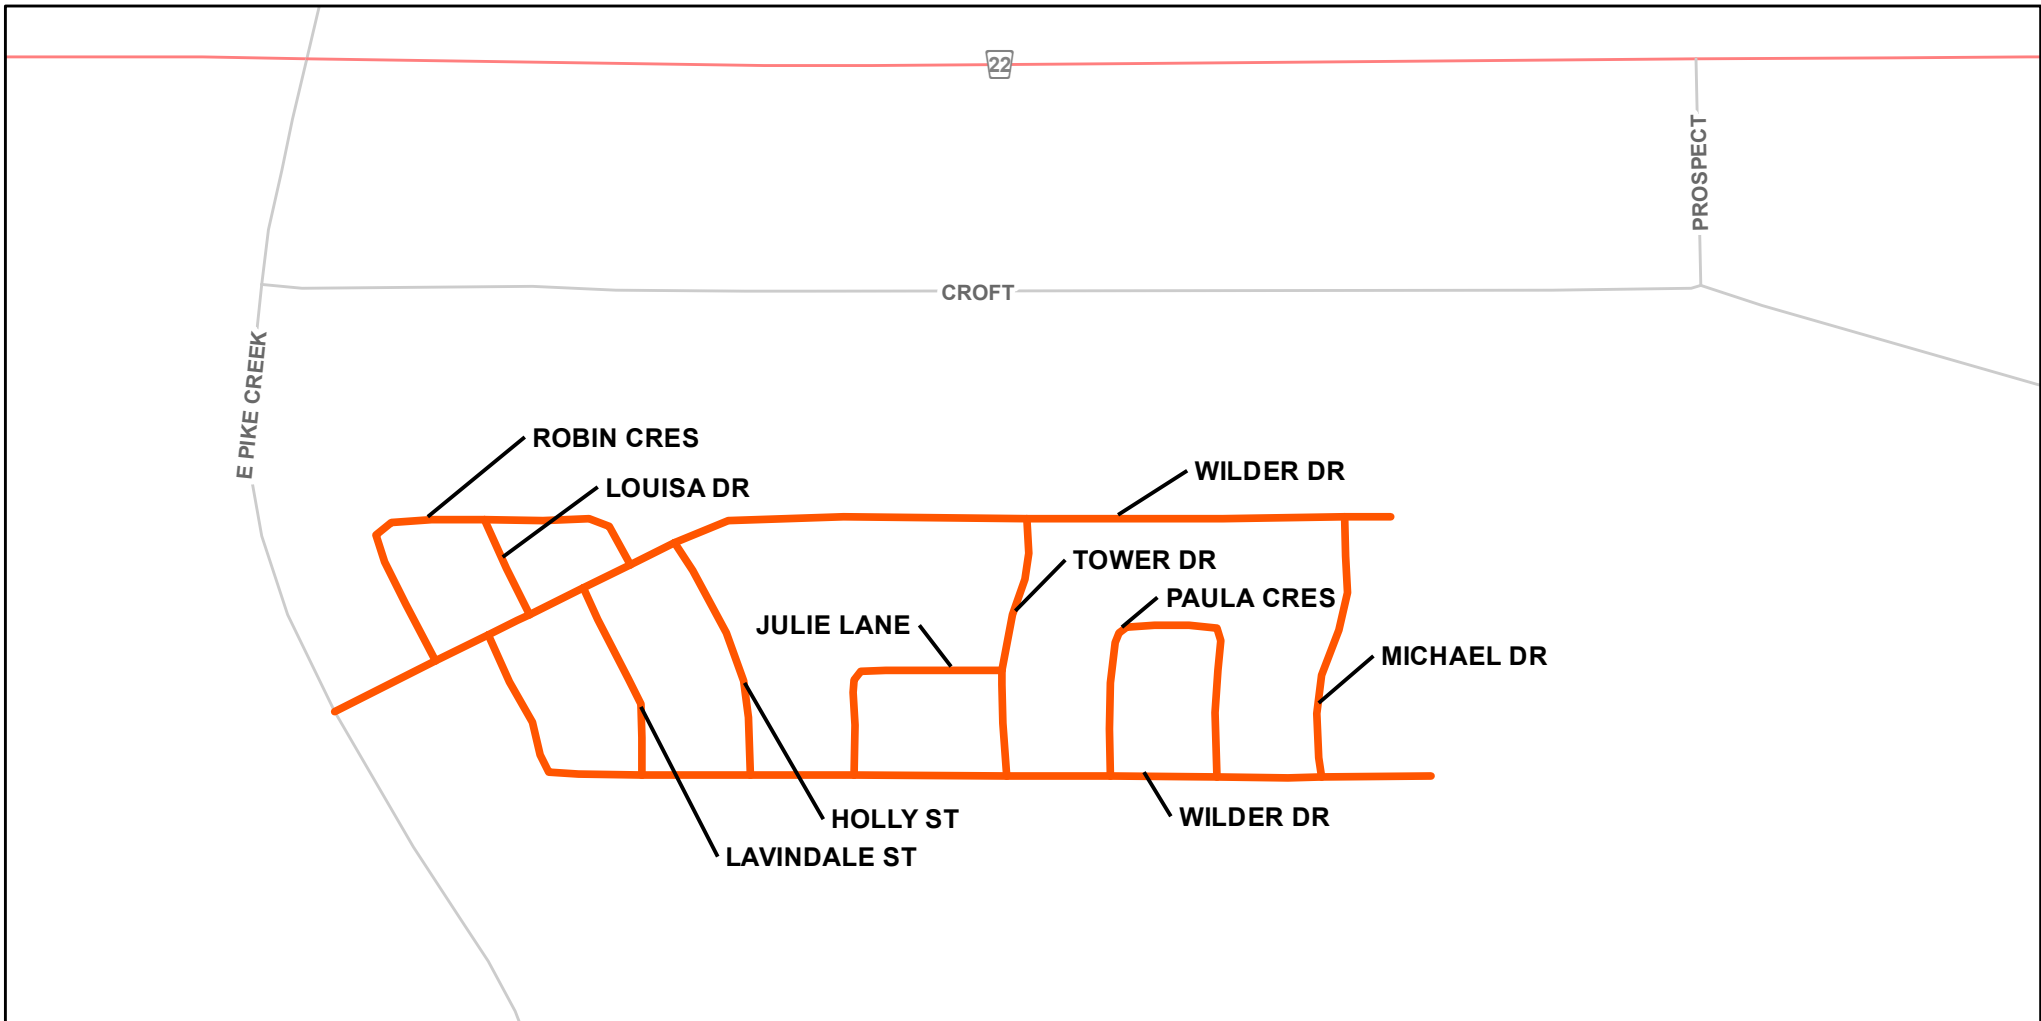 22
PROSPECT
CROFT
E PIKE CREEK
ROBIN CRES
WILDER DR
LOUISA DR
TOWER DR
PAULA CRES
JULIE LANE
MICHAEL DR
HOLLY ST
WILDER DR
LAVINDALE ST